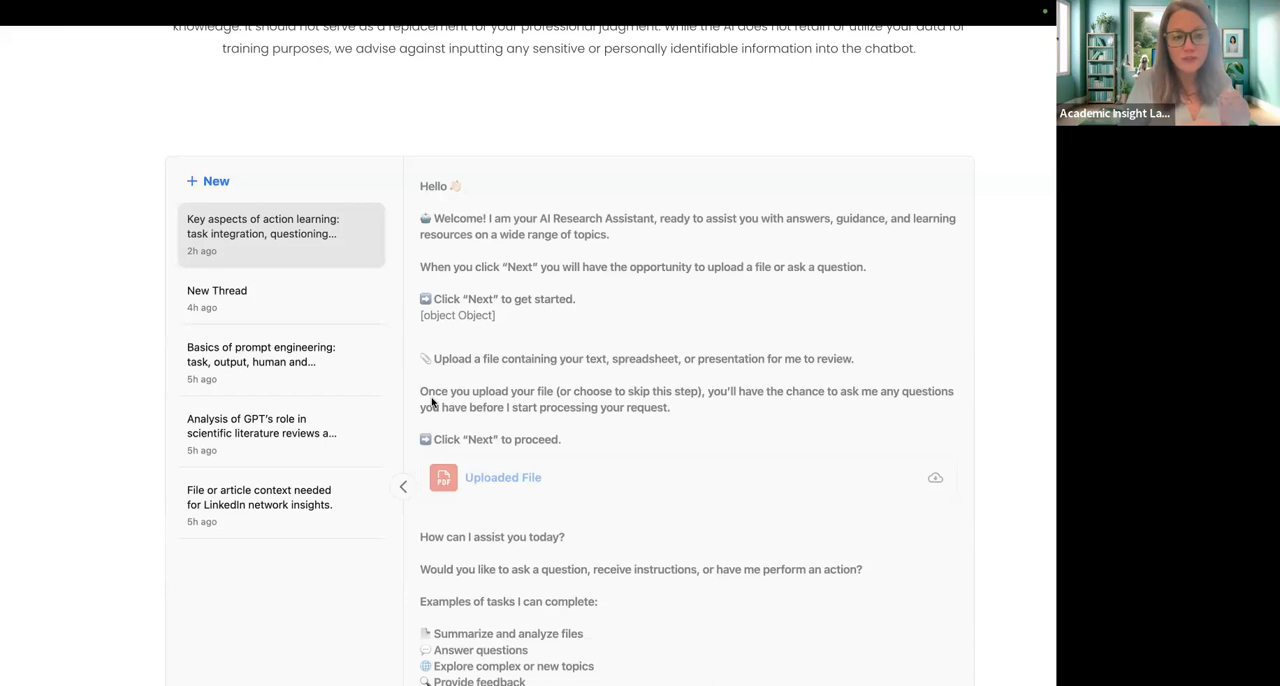 knowledge. It should not serve as a replacement for your professional judgment. While the AI does not retain or utilize your data for
training purposes, we advise against inputting any sensitive or personally identifiable information into the chatbot.
Academic Insight La...
+ New
Key aspects of action learning:
task integration, questioning...
2h ago
New Thread
4h ago
Basics of prompt engineering:
task, output, human and...
5h ago
Analysis of GPT's role in
scientific literature reviews a...
5h ago
File or article context needed
for LinkedIn network insights.
5h ago
Hello 👋🏻
🤖 Welcome! I am your AI Research Assistant, ready to assist you with answers, guidance, and learning
resources on a wide range of topics.
When you click “Next” you will have the opportunity to upload a file or ask a question.
➡️ Click “Next” to get started.
[object Object]
📎 Upload a file containing your text, spreadsheet, or presentation for me to review.
Once you upload your file (or choose to skip this step), you'll have the chance to ask me any questions
you have before I start processing your request.
➡️ Click “Next” to proceed.
PDF
Uploaded File
How can I assist you today?
Would you like to ask a question, receive instructions, or have me perform an action?
Examples of tasks I can complete:
📄 Summarize and analyze files
💬 Answer questions
🌐 Explore complex or new topics
🔍 Provide feedback